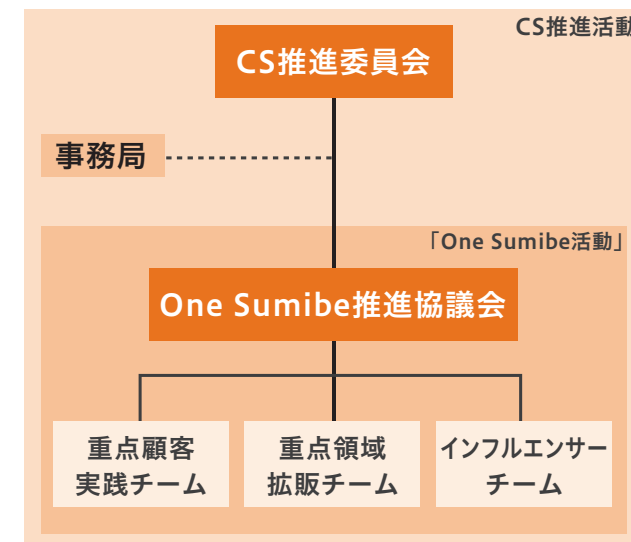 CS推進活動
CS推進委員会
事務局
「One Sumibe活動」
One Sumibe推進協議会
重点顧客
実践チーム
重点領域
拡販チーム
インフルエンサー
チーム